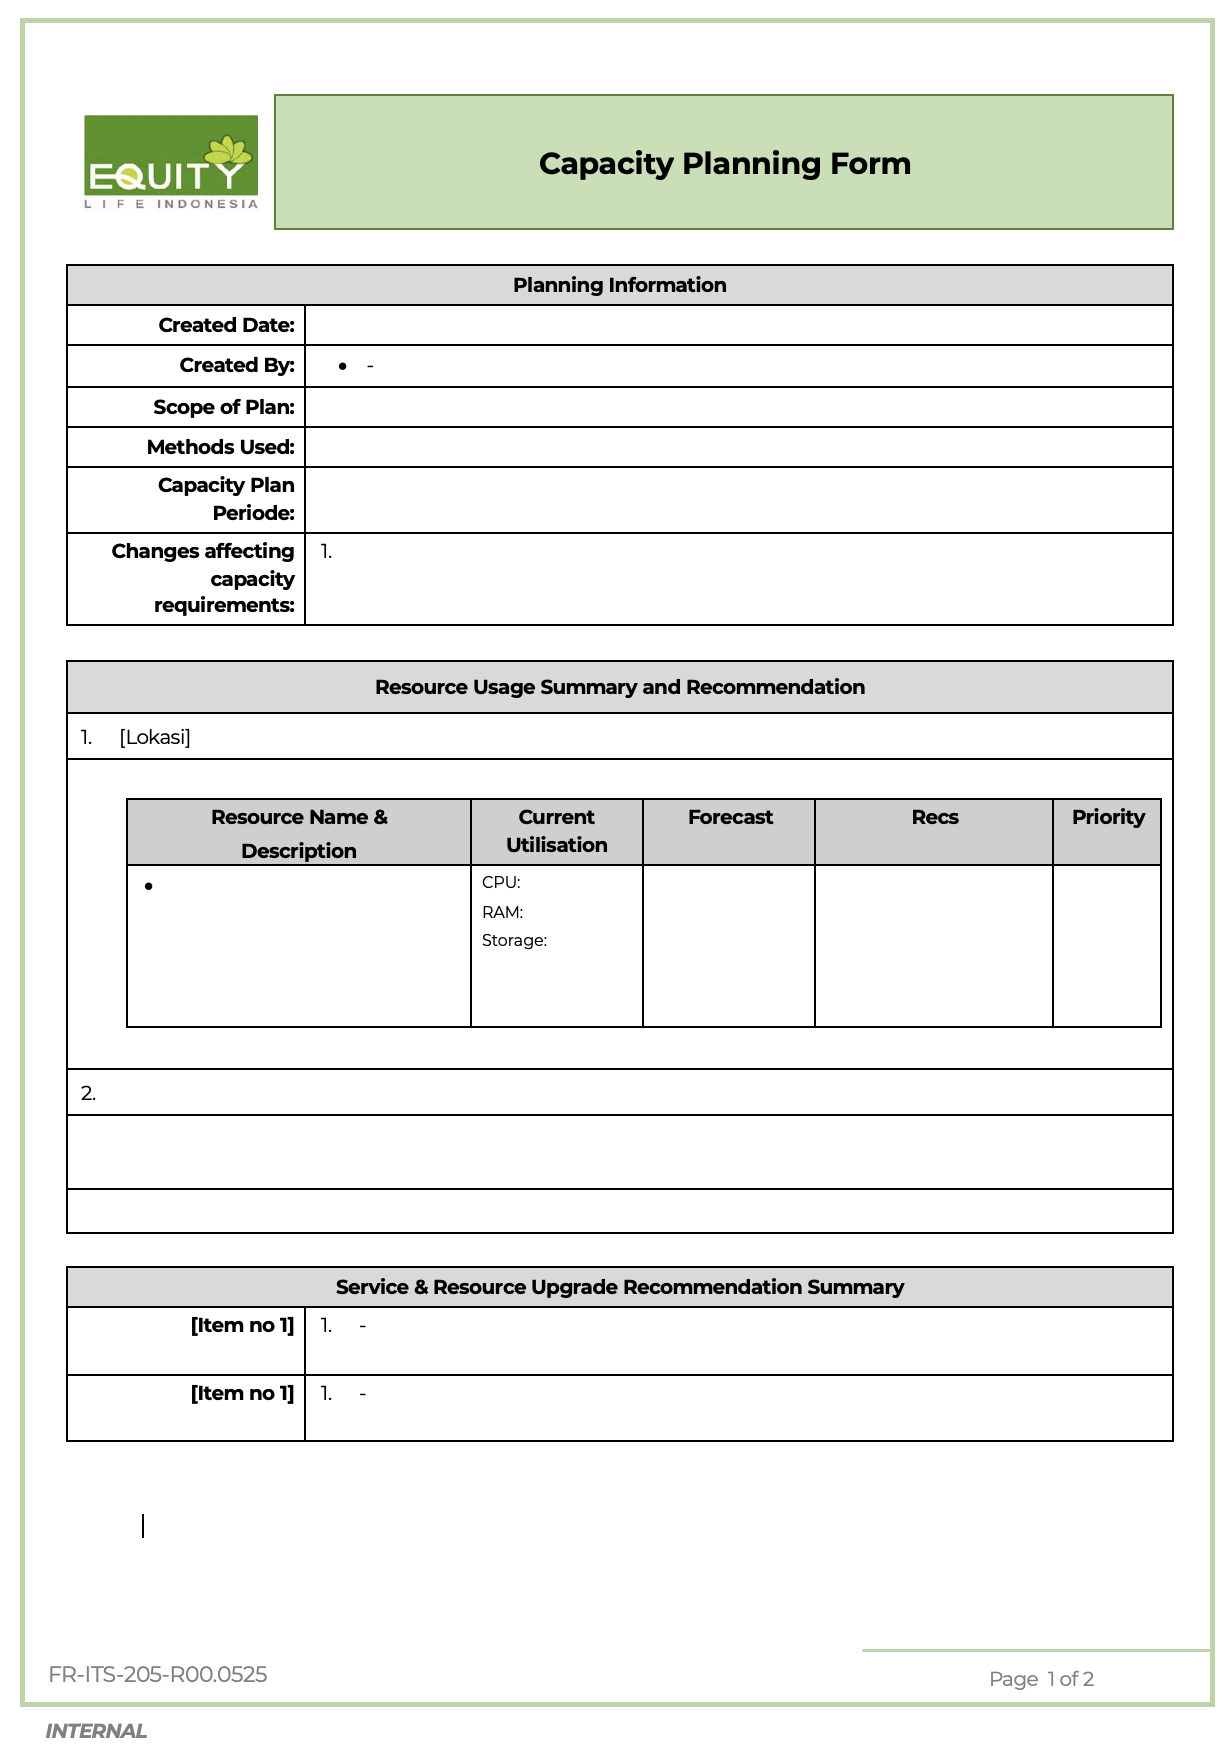 EQUITY
LIFE INDONESIA
Capacity Planning Form
Planning Information
Created Date:
Created By:
• -
Scope of Plan:
Methods Used:
Capacity Plan
Periode:
Changes affecting
capacity
requirements:
1.
Resource Usage Summary and Recommendation
1. [Lokasi]
Resource Name &
Description
Current
Utilisation
Forecast
Recs
Priority
•
CPU:
RAM:
Storage:
2.
Service & Resource Upgrade Recommendation Summary
[Item no 1]
1. -
[Item no 1]
1. -
FR-ITS-205-R00.0525
Page 1 of 2
INTERNAL